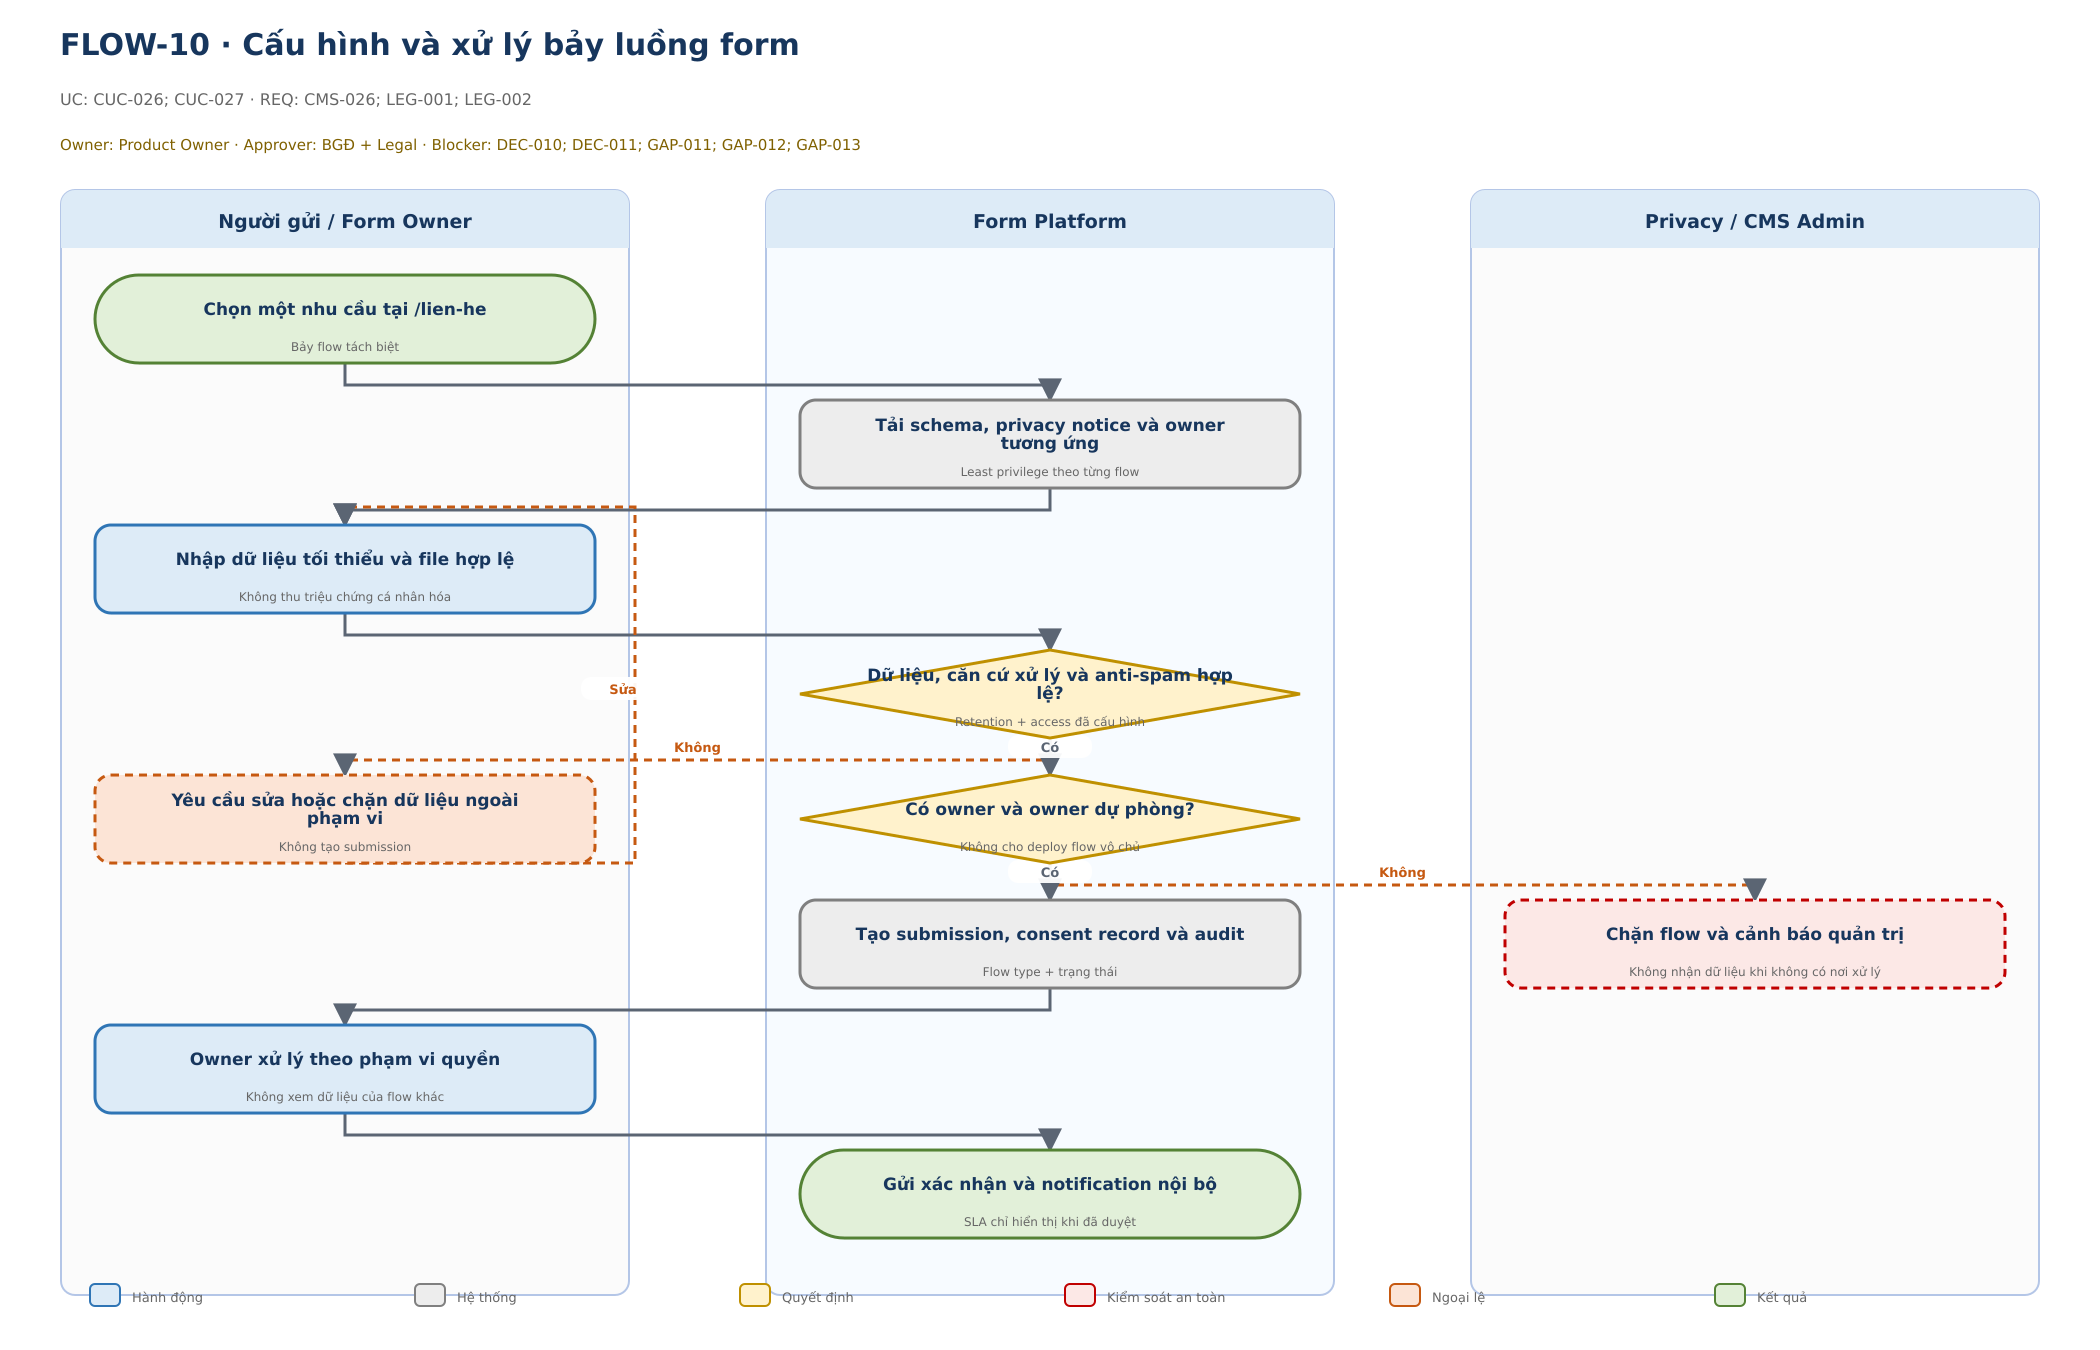 FLOW-10 · Cấu hình và xử lý bảy luồng form
UC: CUC-026; CUC-027 · REQ: CMS-026; LEG-001; LEG-002
Owner: Product Owner · Approver: BGĐ + Legal · Blocker: DEC-010; DEC-011; GAP-011; GAP-012; GAP-013
Người gửi / Form Owner
Form Platform
Privacy / CMS Admin
Chọn một nhu cầu tại /lien-he
Bảy flow tách biệt
Tải schema, privacy notice và owner
tương ứng
Least privilege theo từng flow
Nhập dữ liệu tối thiểu và file hợp lệ
Không thu triệu chứng cá nhân hóa
Dữ liệu, căn cứ xử lý và anti-spam hợp
lệ?
Retention + access đã cấu hình
Sửa
Không
Có
Yêu cầu sửa hoặc chặn dữ liệu ngoài
phạm vi
Không tạo submission
Có owner và owner dự phòng?
Không cho deploy flow vô chủ
Có
Không
Tạo submission, consent record và audit
Flow type + trạng thái
Chặn flow và cảnh báo quản trị
Không nhận dữ liệu khi không có nơi xử lý
Owner xử lý theo phạm vi quyền
Không xem dữ liệu của flow khác
Gửi xác nhận và notification nội bộ
SLA chỉ hiển thị khi đã duyệt
Hành động
Hệ thống
Quyết định
Kiểm soát an toàn
Ngoại lệ
Kết quả